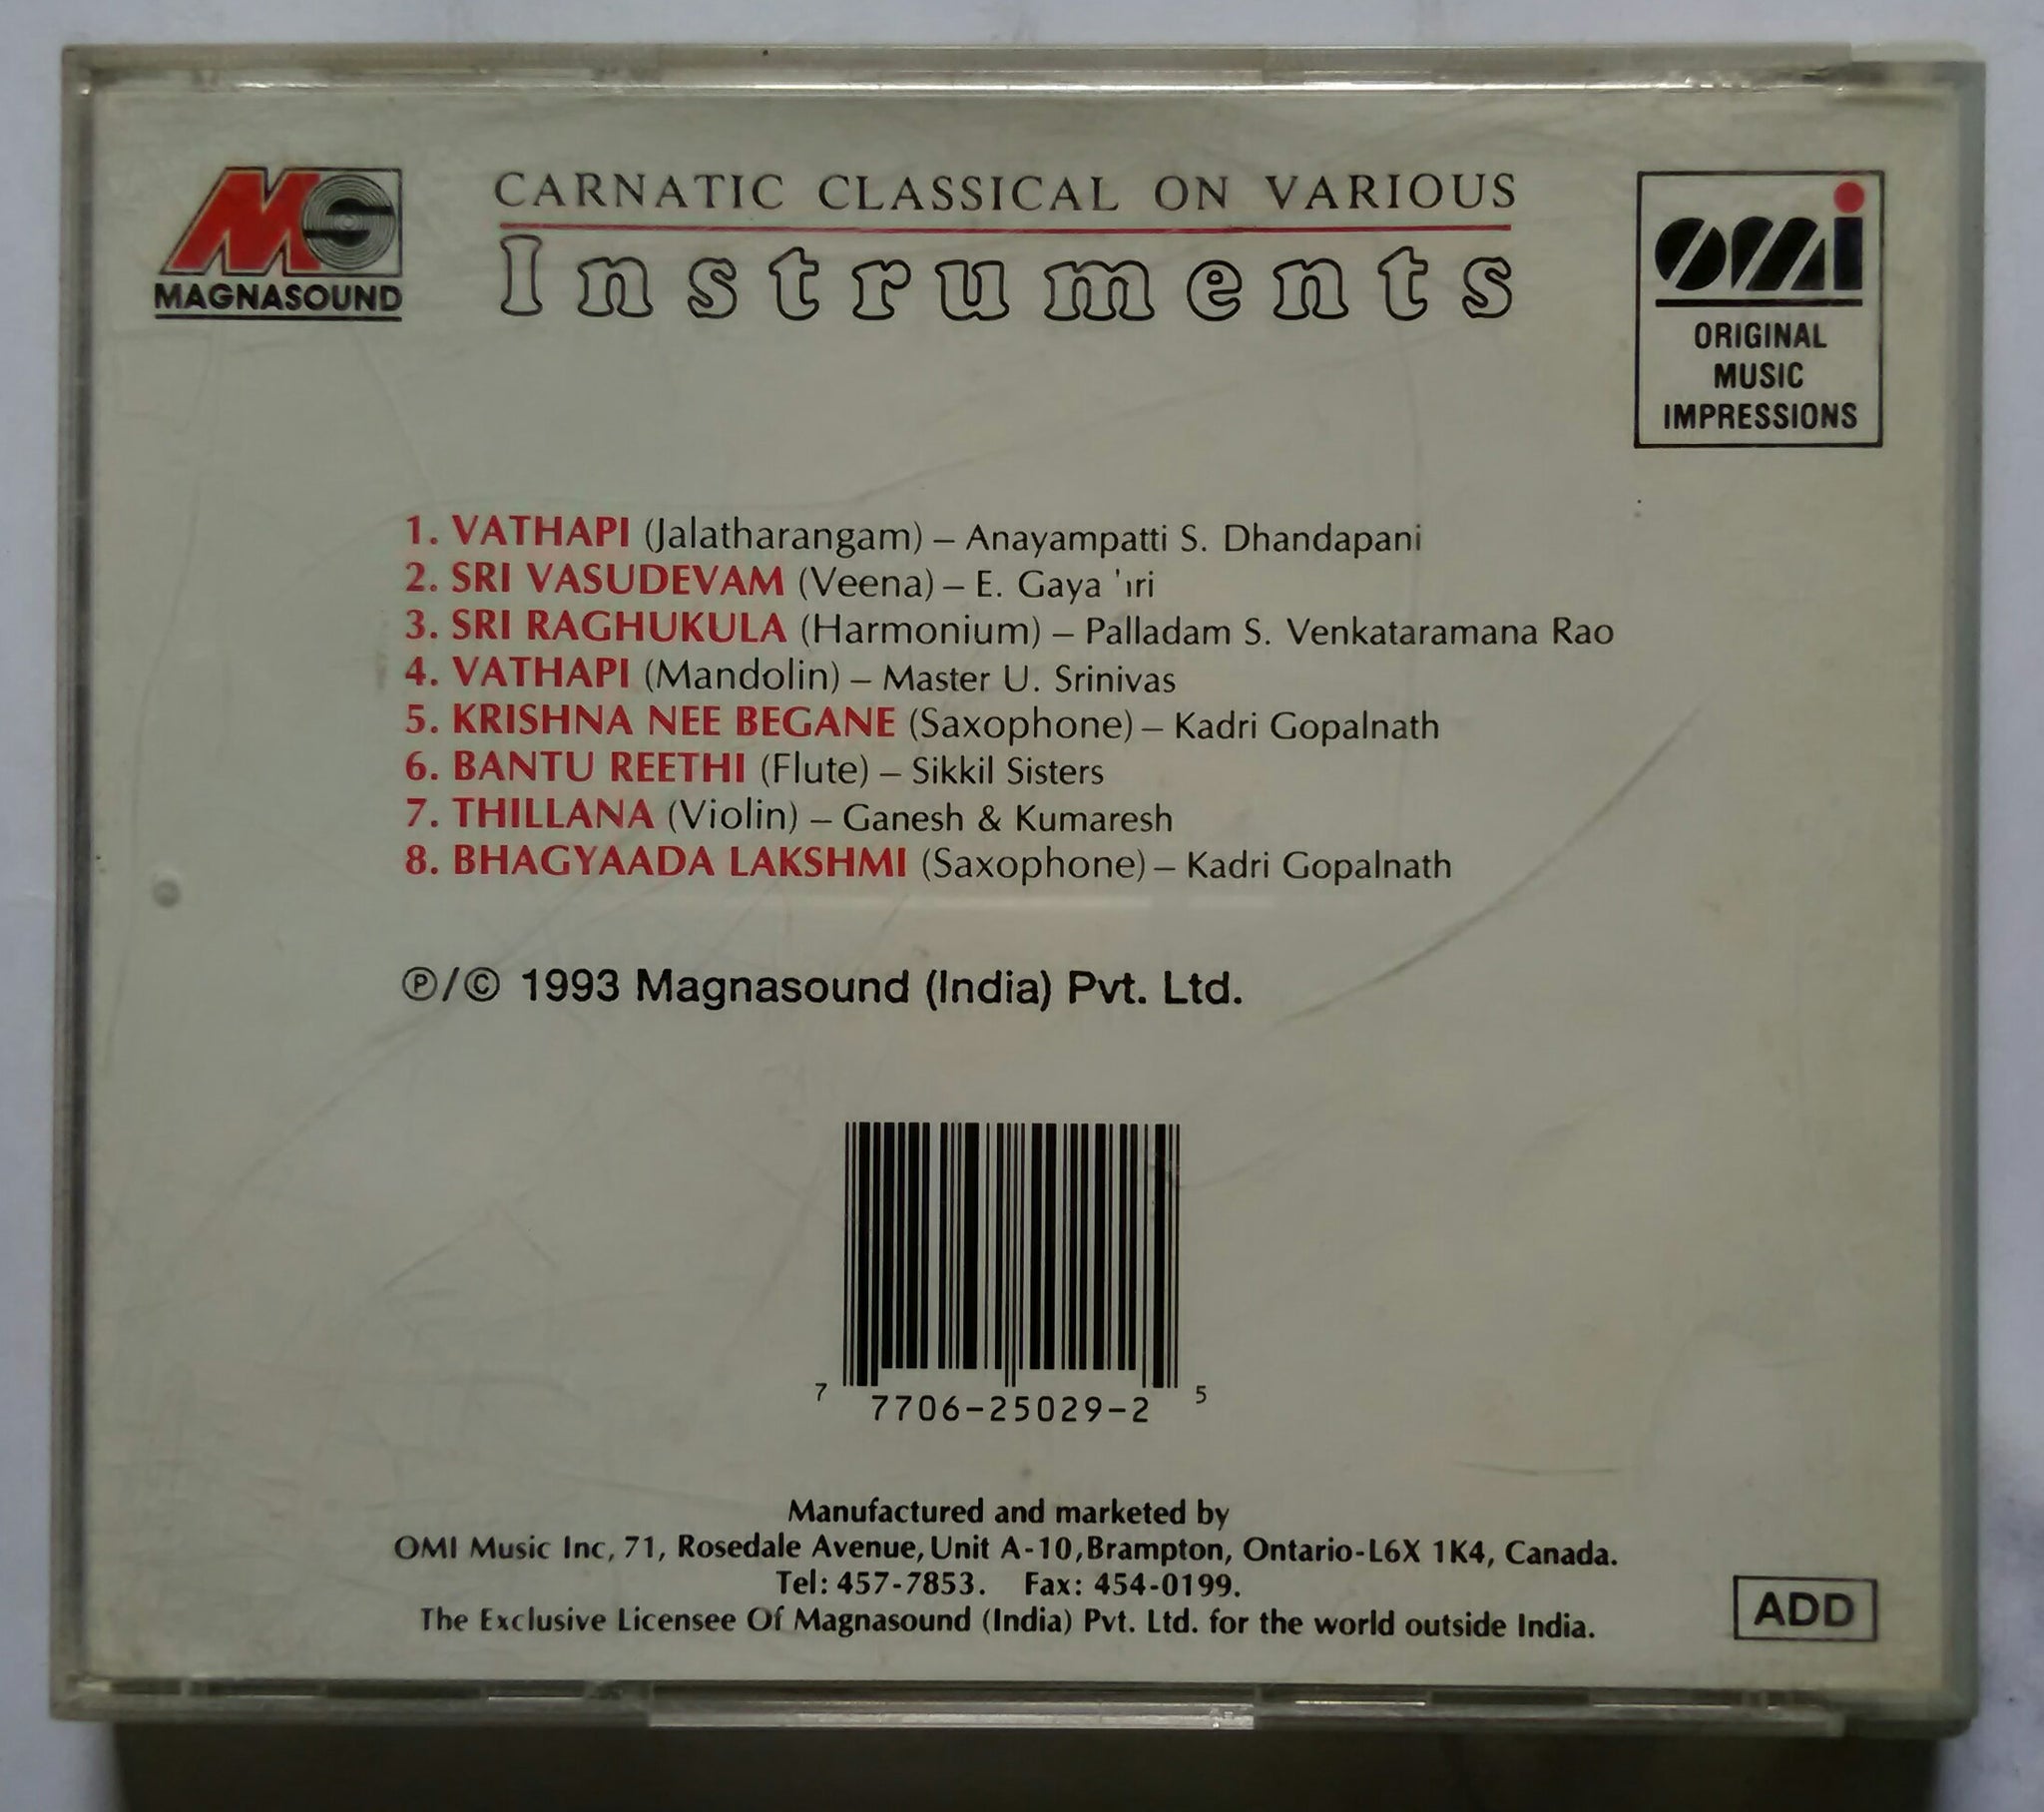 MAGNASOUND
CARNATIC CLASSICAL ON VARIOUS
Instruments
omi
ORIGINAL
MUSIC
IMPRESSIONS
1. VATHAPI (Jalatharangam) – Anayampatti S. Dhandapani
2. SRI VASUDEVAM (Veena) – E.
3. SRI RAGHUKULA (Harmonium) – Palladam S. Venkataramana Rao
4. VATHAPI (Mandolin) – Master U. Srinivas
5. KRISHNA NEE BEGANE (Saxophone) – Kadri Gopalnath
6. BANTU REETHI (Flute) – Sikkil Sisters
7. THILLANA (Violin) – Ganesh & Kumaresh
8. BHAGYAADA LAKSHMI (Saxophone) – Kadri Gopalnath
℗/© 1993 Magnasound (India) Pvt. Ltd.
7 7706-25029-2 5
Manufactured and marketed by
OMI Music Inc, 71, Rosedale Avenue, Unit A-10, Brampton, Ontario-L6X 1K4, Canada.
Tel: 457-7853. Fax: 454-0199.
The Exclusive Licensee Of Magnasound (India) Pvt. Ltd. for the world outside India.
ADD